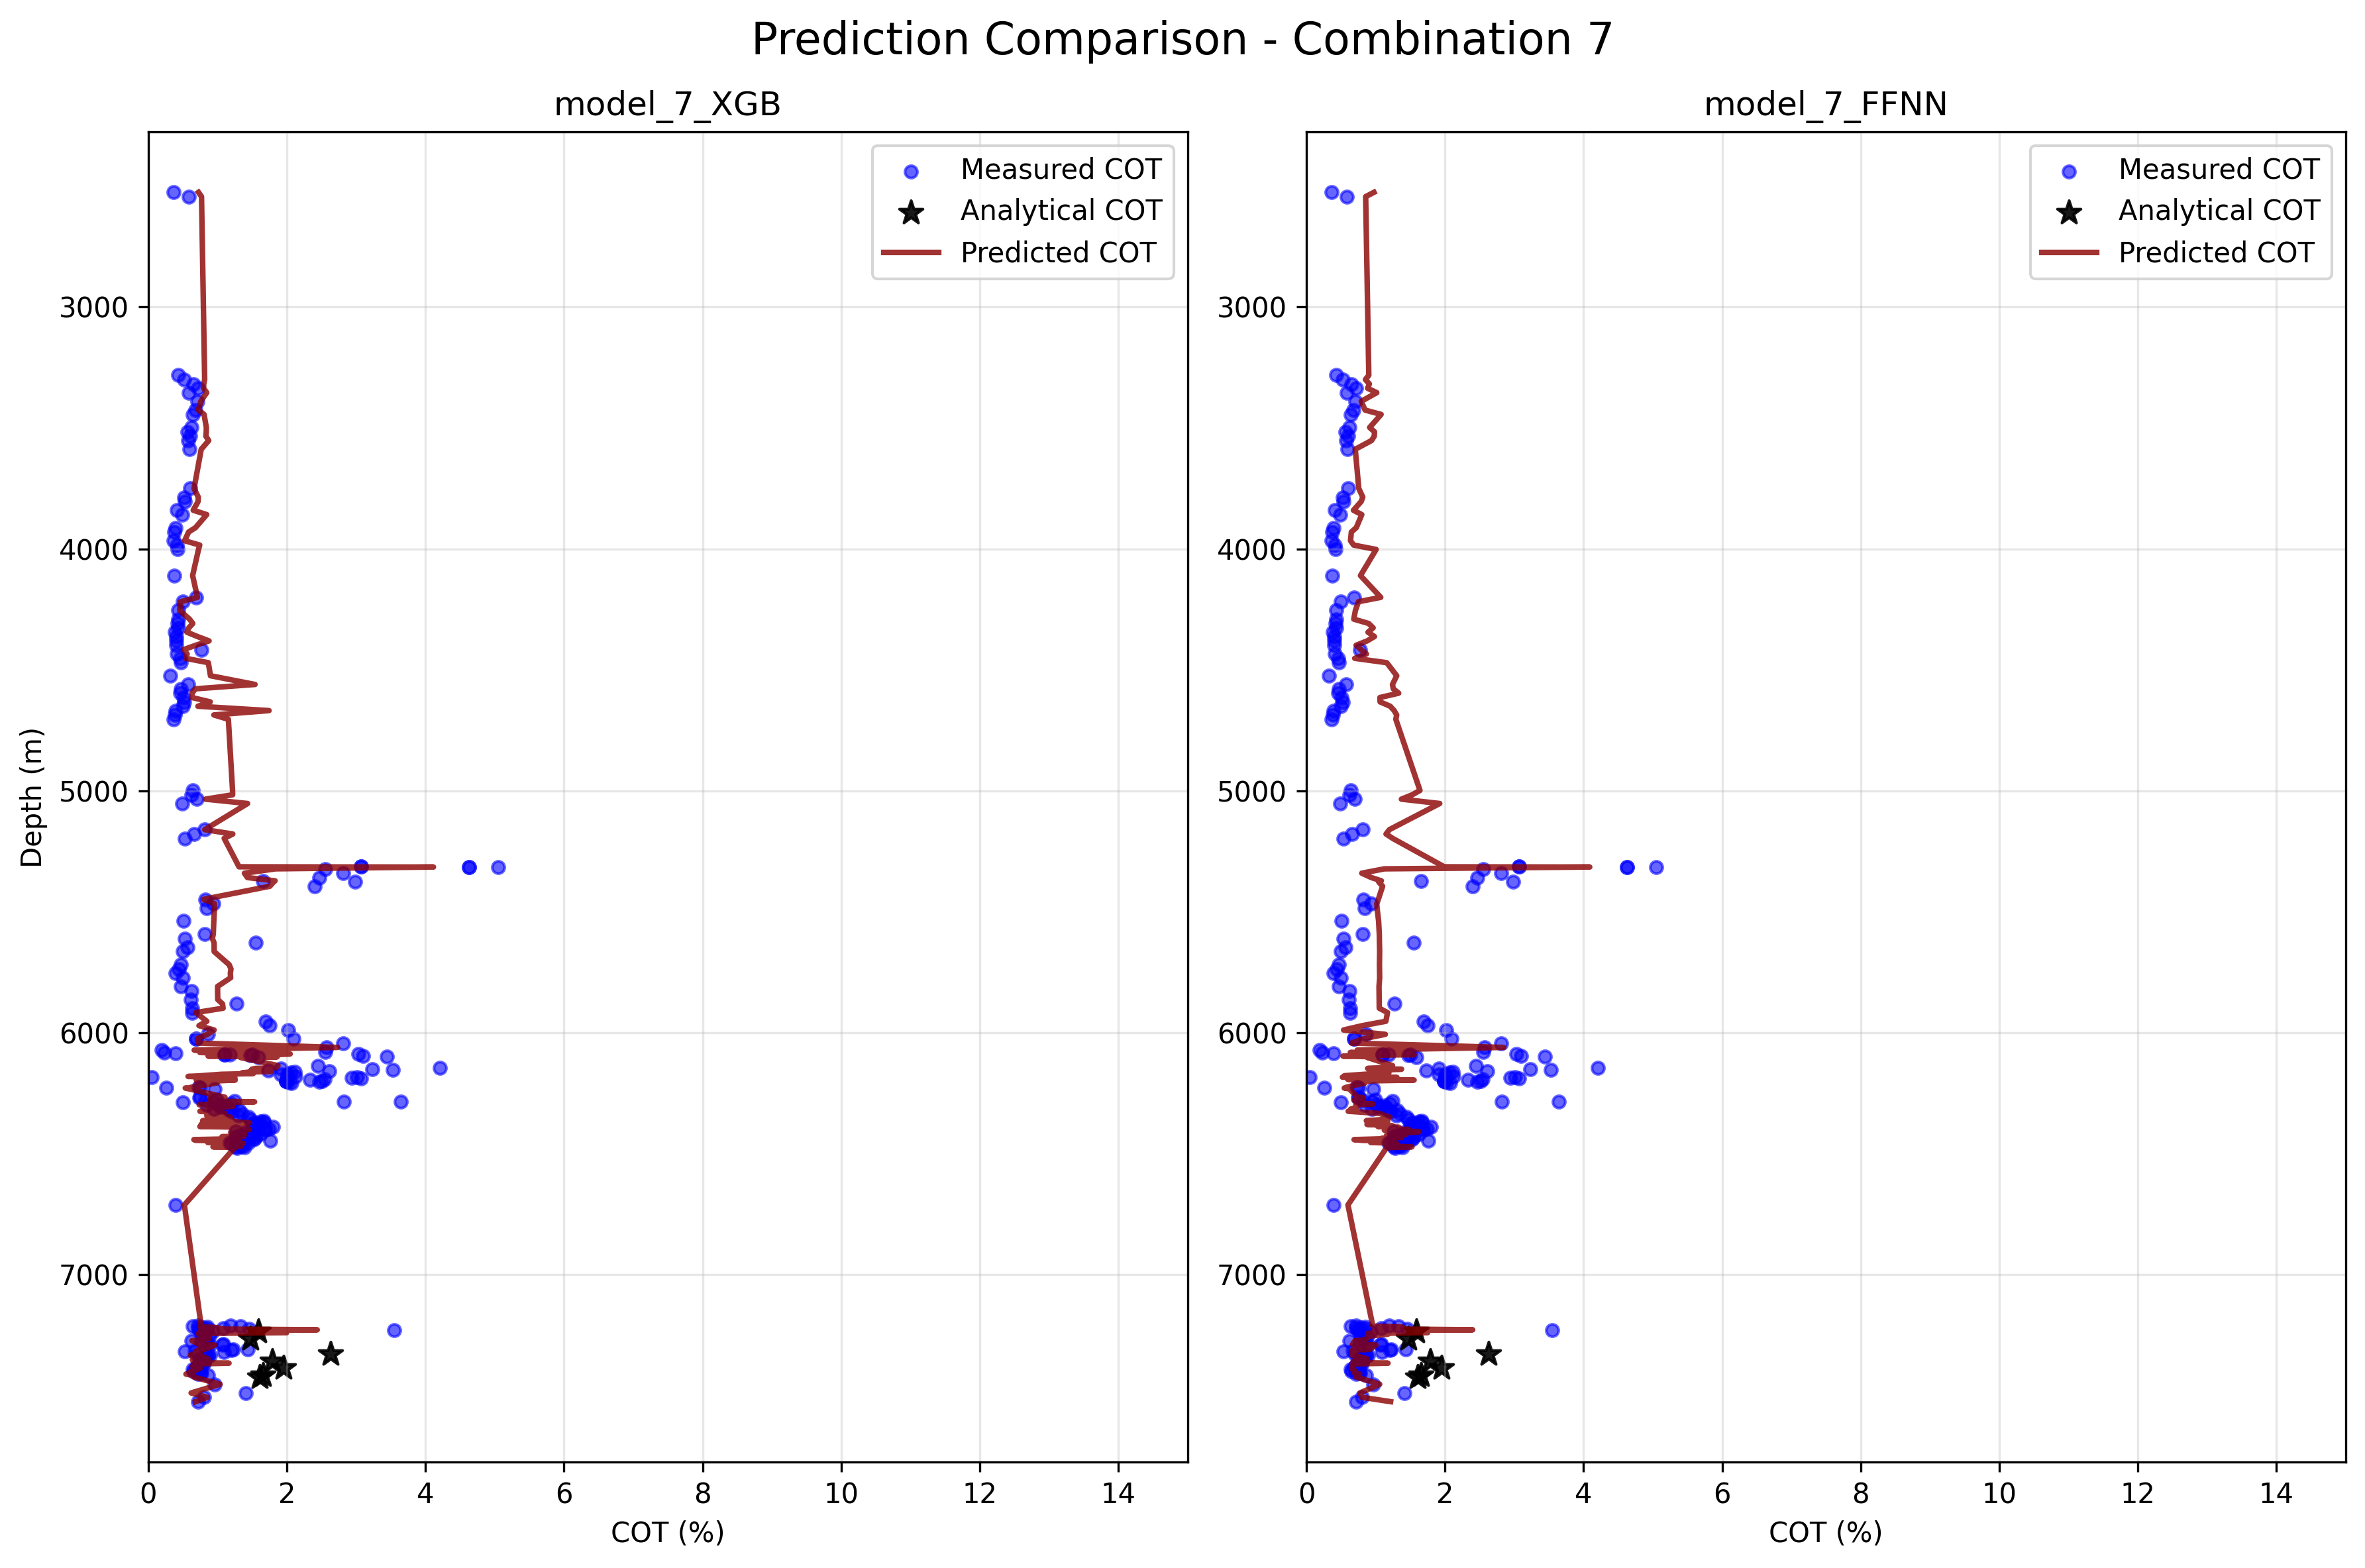 Prediction Comparison - Combination 7
model_7_XGB
Measured COT
Analytical COT
Predicted COT
3000
4000
5000
6000
7000
Depth (m)
0 2 4 6 8 10 12 14
COT (%)
model_7_FFNN
Measured COT
Analytical COT
Predicted COT
3000
4000
5000
6000
7000
0 2 4 6 8 10 12 14
COT (%)